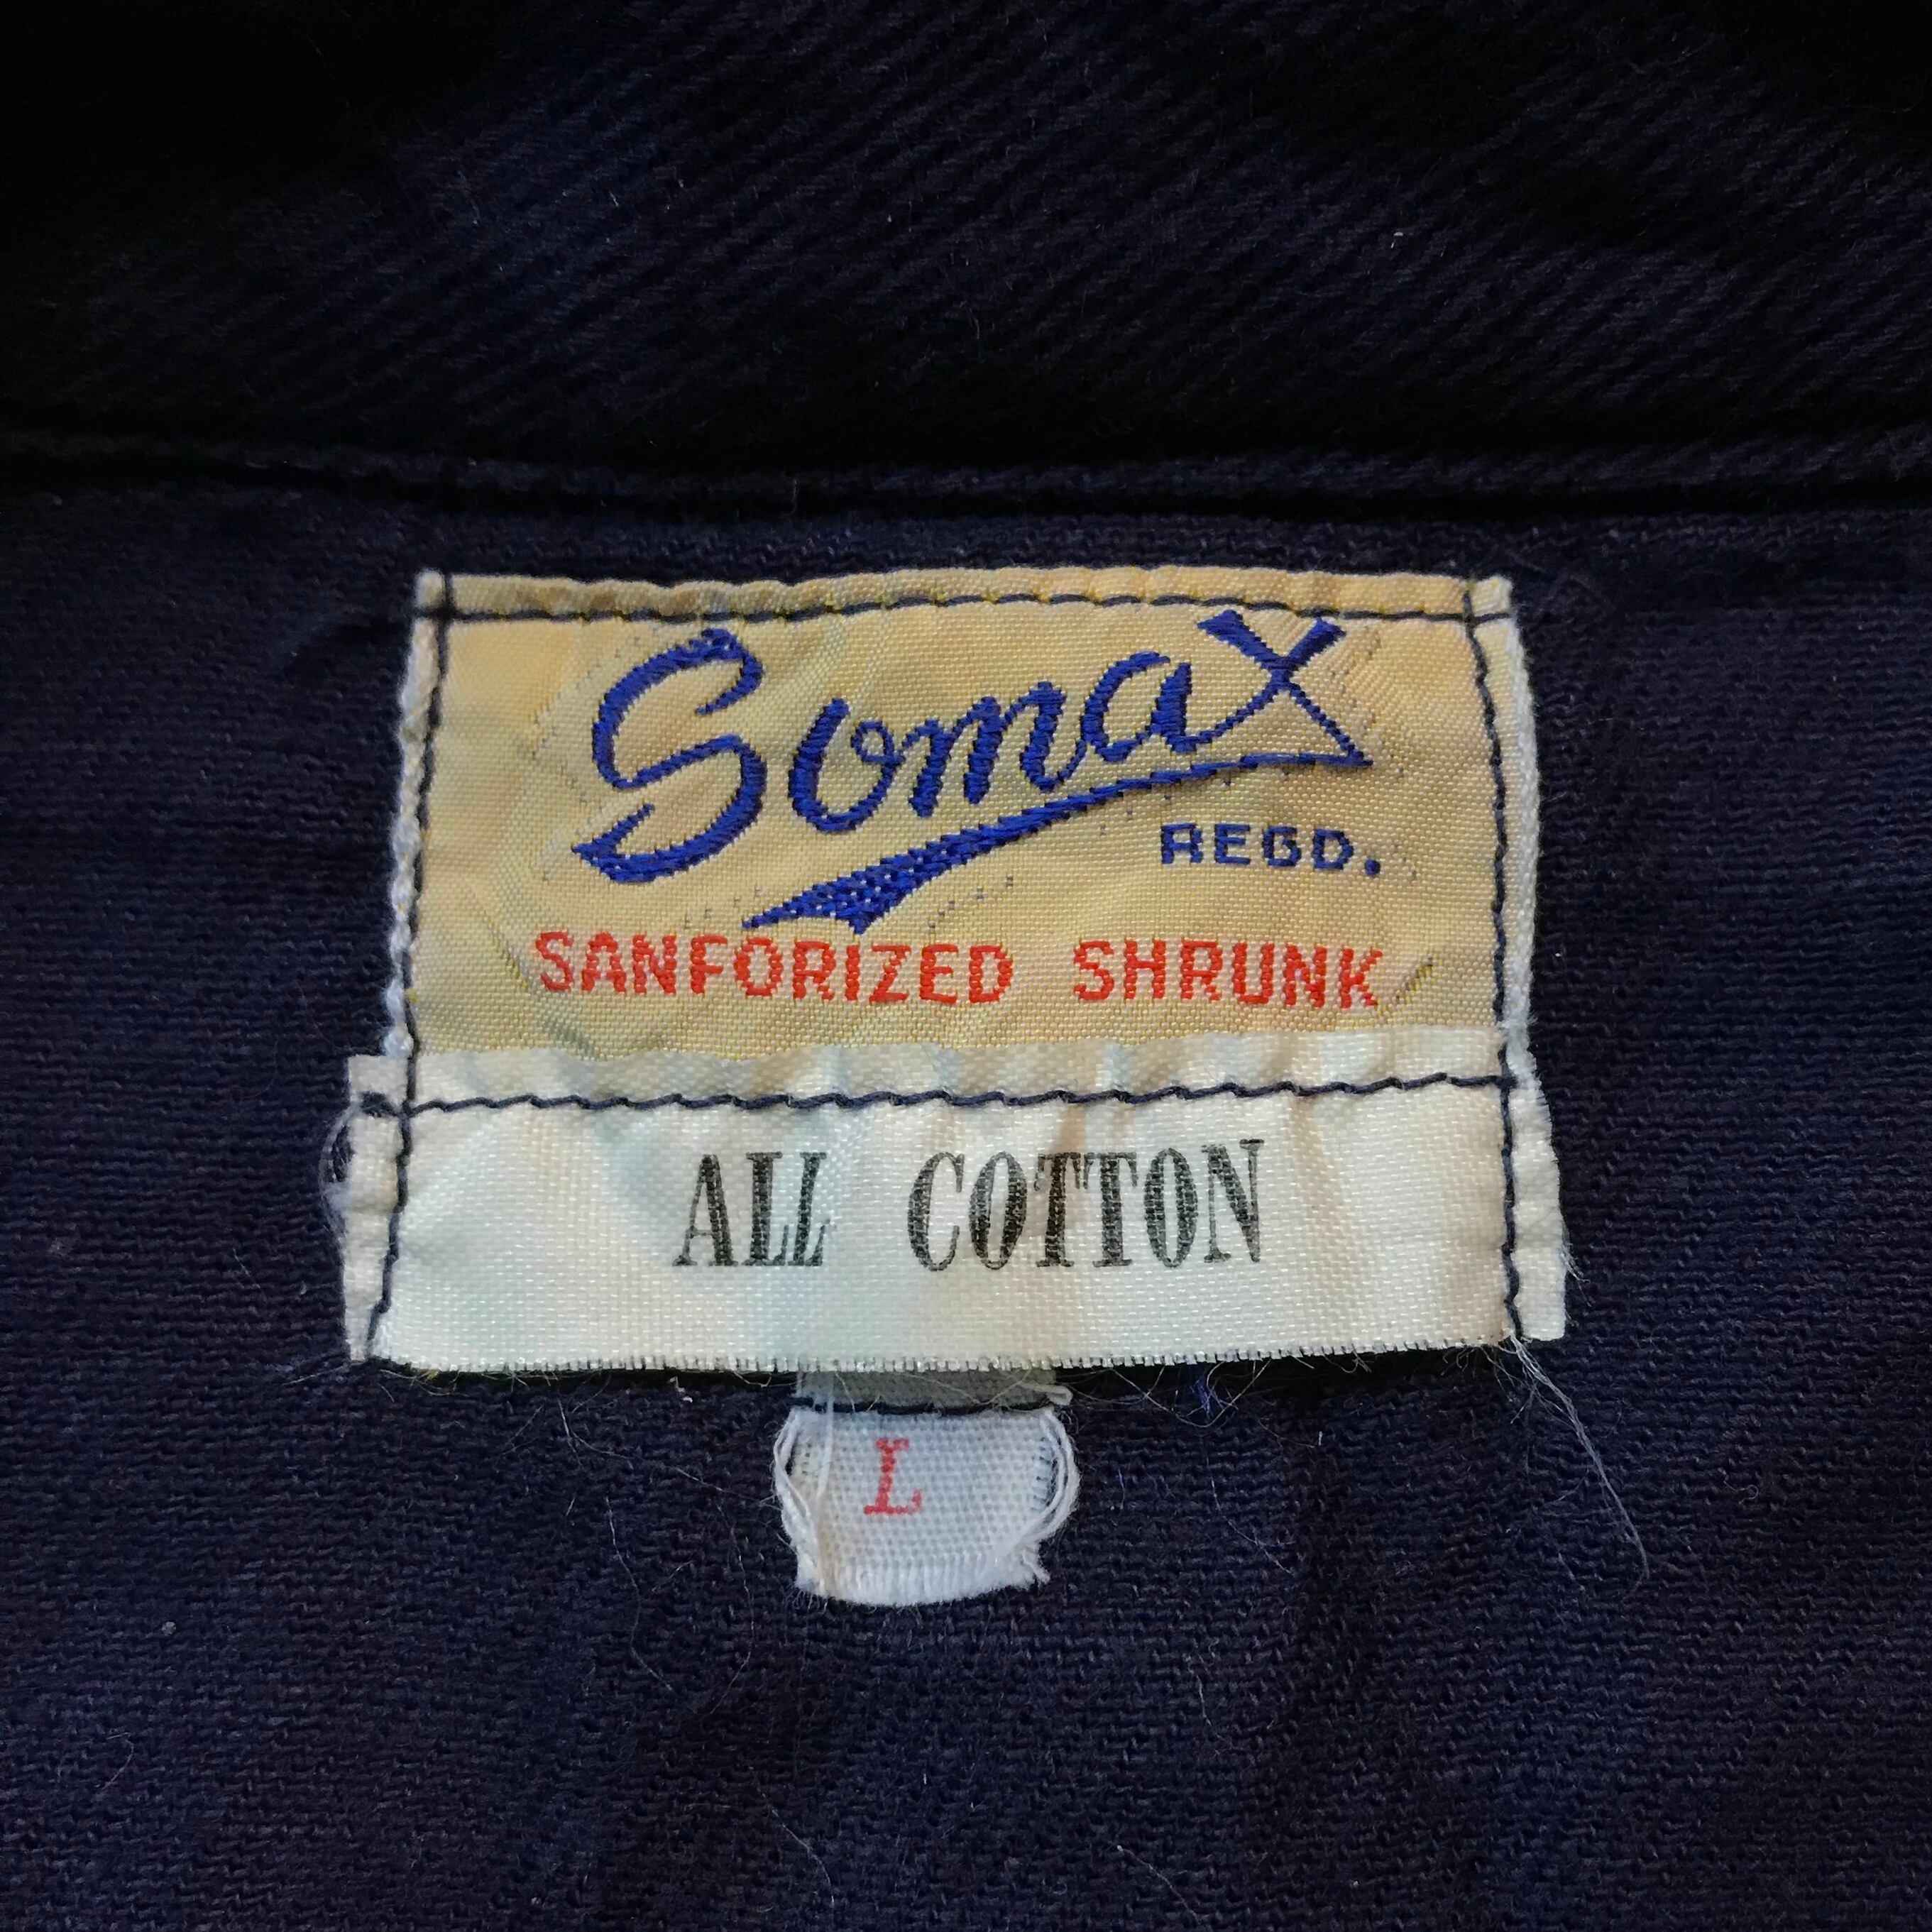 Somax
REGD.
SANFORIZED SHRUNK
ALL COTTON
L